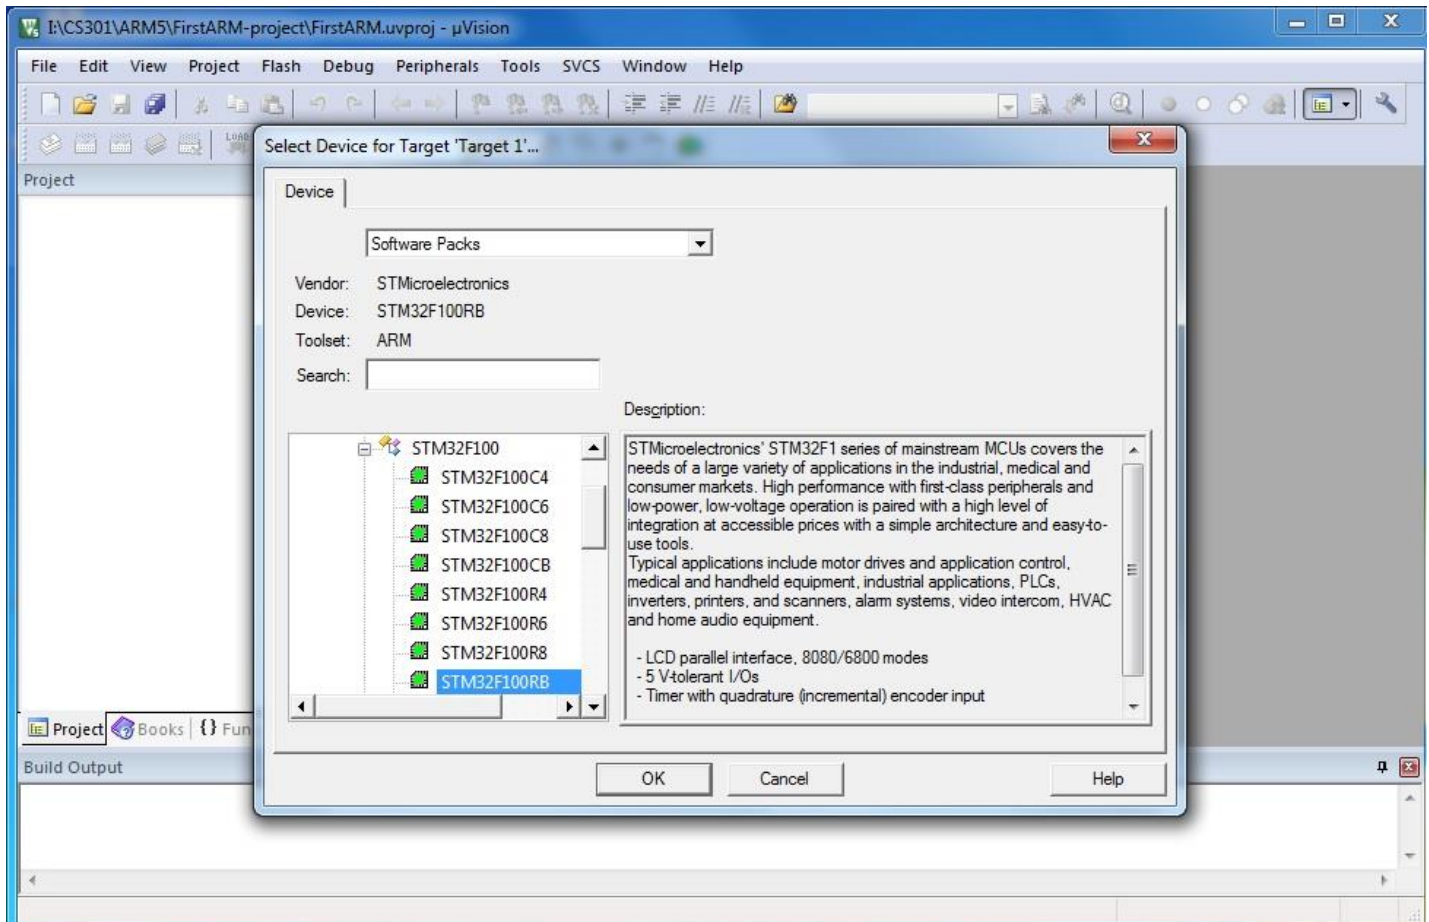 I:\CS301\ARM5\FirstARM-project\FirstARM.uvproj - µVision
File Edit View Project Flash Debug Peripherals Tools SVCS Window Help
LOAD
Select Device for Target 'Target 1'...
Project
Device
Software Packs
Vendor: STMicroelectronics
Device: STM32F100RB
Toolset: ARM
Search:
Description:
STM32F100
STM32F100C4
STM32F100C6
STM32F100C8
STM32F100CB
STM32F100R4
STM32F100R6
STM32F100R8
STM32F100RB
STMicroelectronics' STM32F1 series of mainstream MCUs covers the
needs of a large variety of applications in the industrial, medical and
consumer markets. High performance with first-class peripherals and
low-power, low-voltage operation is paired with a high level of
integration at accessible prices with a simple architecture and easy-to-
use tools.
Typical applications include motor drives and application control,
medical and handheld equipment, industrial applications, PLCs,
inverters, printers, and scanners, alarm systems, video intercom, HVAC
and home audio equipment.
- LCD parallel interface, 8080/6800 modes
- 5 V-tolerant I/Os
- Timer with quadrature (incremental) encoder input
Project Books {} Fun
Build Output
OK Cancel Help